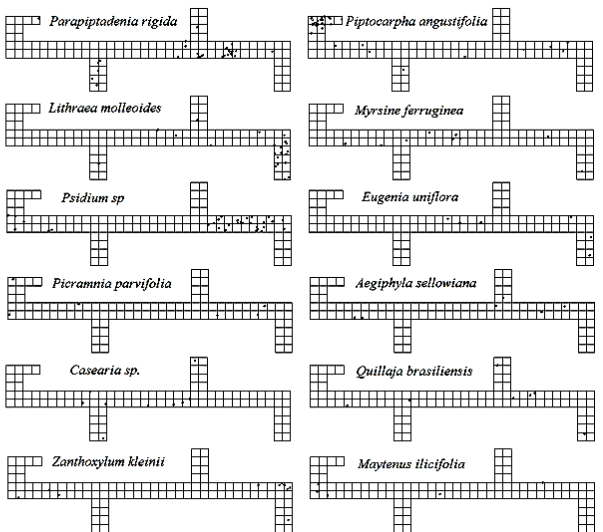 Parapiptadenia rigida
Piptocarpha angustifolia
Lithraea molleoides
Myrsine ferruginea
Psidium sp
Eugenia uniflora
Picramnia parvifolia
Aegiphyla sellowiana
Casearia sp.
Quillaja brasiliensis
Zanthoxylum kleinii
Maytenus ilicifolia